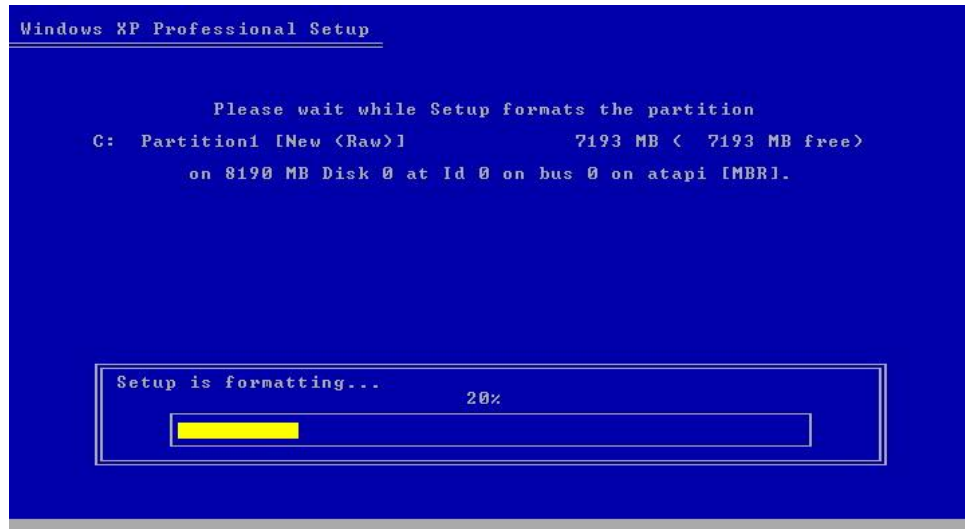 Windows XP Professional Setup
Please wait while Setup formats the partition
C: Partition1 [New (Raw)] 7193 MB ( 7193 MB free)
on 8190 MB Disk 0 at Id 0 on bus 0 on atapi [MBR].
Setup is formatting...
20%